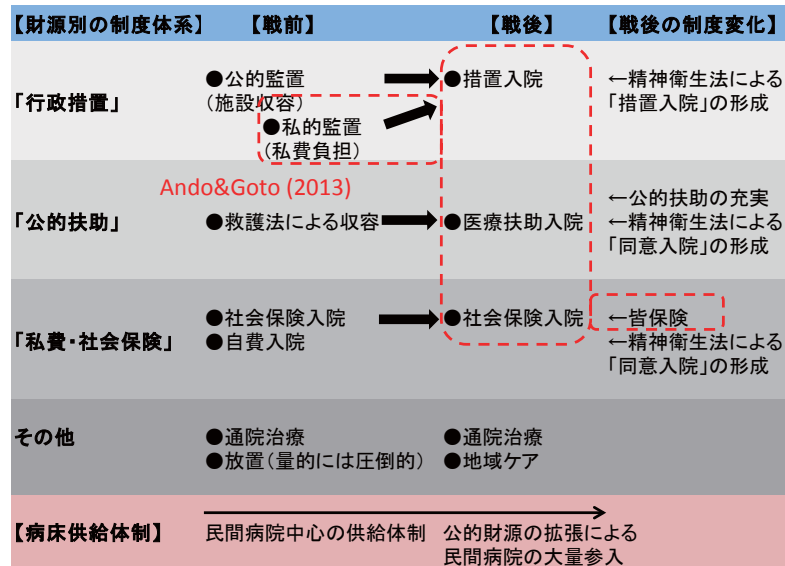 【財源別の制度体系】 【戦前】 【戦後】 【戦後の制度変化】
「行政措置」
●公的監置
(施設収容)
●私的監置
(私費負担)
●措置入院
←精神衛生法による
「措置入院」の形成
Ando&Goto (2013)
「公的扶助」
●救護法による収容
●医療扶助入院
←公的扶助の充実
←精神衛生法による
「同意入院」の形成
「私費・社会保険」
●社会保険入院
●自費入院
●社会保険入院
←皆保険
←精神衛生法による
「同意入院」の形成
その他
●通院治療
●放置(量的には圧倒的)
●通院治療
●地域ケア
【病床供給体制】
民間病院中心の供給体制
公的財源の拡張による
民間病院の大量参入